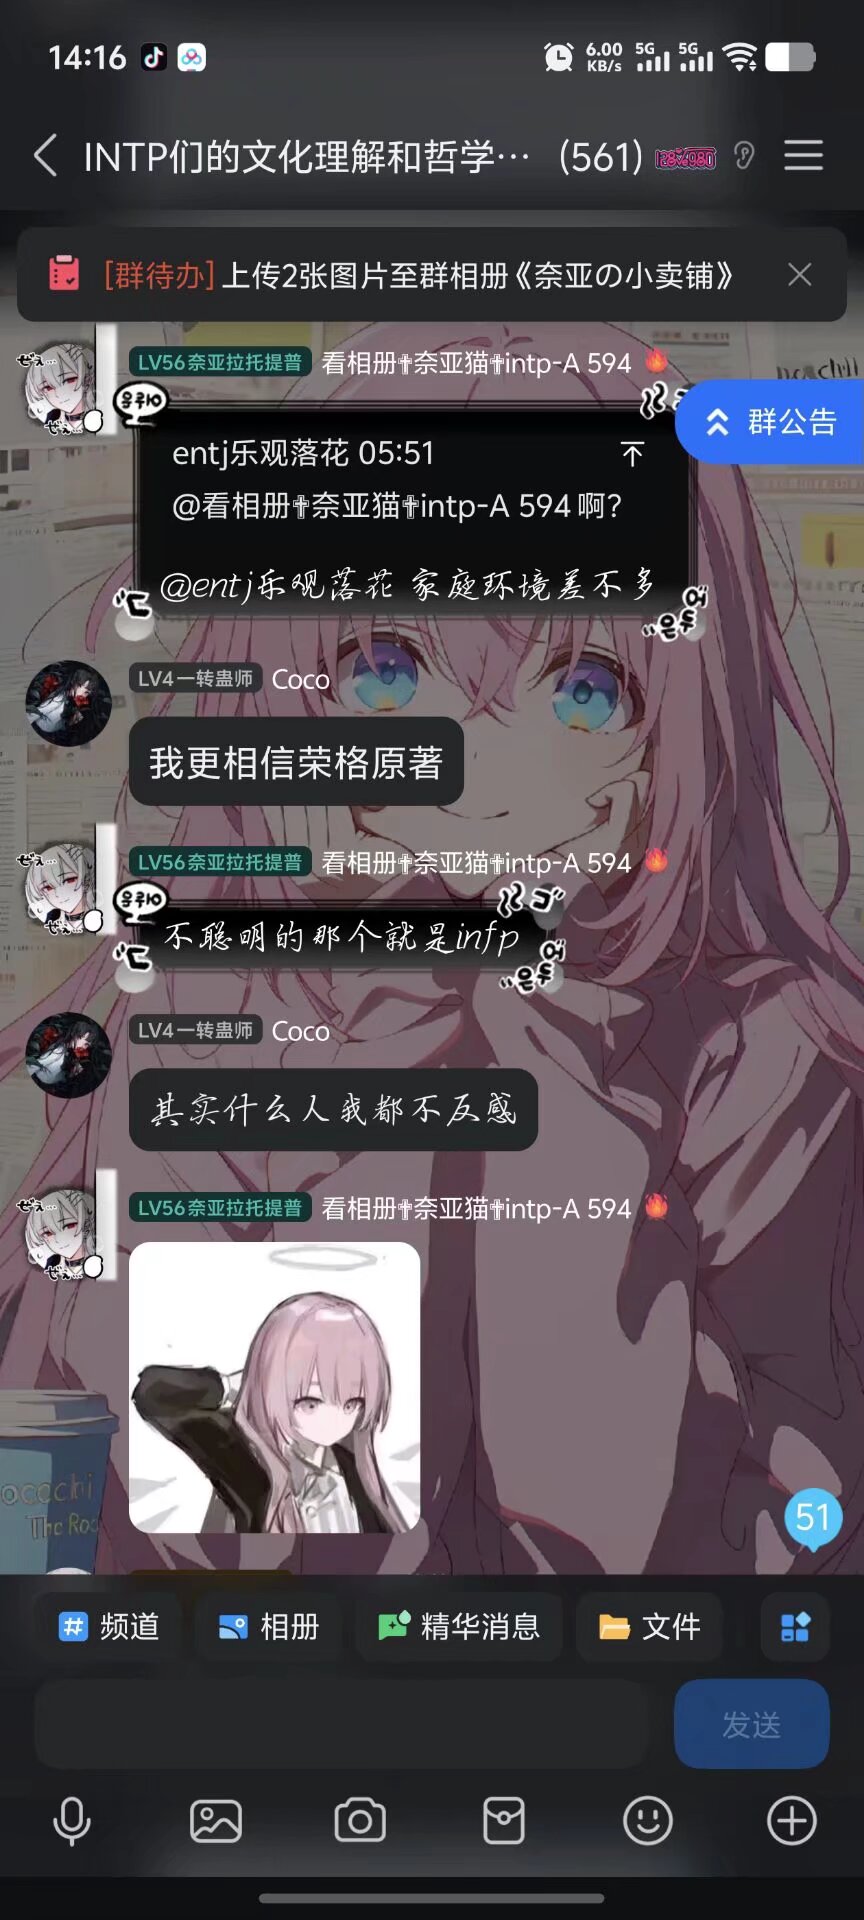 14:16
6.00 KB/s 5G 5G
INTP们的文化理解和哲学… (561)
[群待办]上传2张图片至群相册《奈亚の小卖铺》
LV56奈亚拉托提普 看相册✟奈亚猫✟intp-A 594
群公告
entj乐观落花 05:51
@看相册✟奈亚猫✟intp-A 594 啊?
@entj乐观落花 家庭环境差不多
LV4一转蛊师 Coco
我更相信荣格原著
LV56奈亚拉托提普 看相册✟奈亚猫✟intp-A 594
不聪明的那个就是infp
LV4一转蛊师 Coco
其实什么人我都不反感
LV56奈亚拉托提普 看相册✟奈亚猫✟intp-A 594
51
频道 相册 精华消息 文件
发送